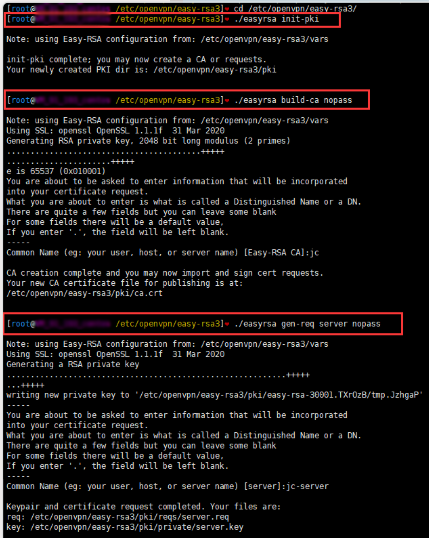 [root@ /etc/openvpn/easy-rsa3]# cd /etc/openvpn/easy-rsa3/
[root@ /etc/openvpn/easy-rsa3]# ./easyrsa init-pki
Note: using Easy-RSA configuration from: /etc/openvpn/easy-rsa3/vars
init-pki complete; you may now create a CA or requests.
Your newly created PKI dir is: /etc/openvpn/easy-rsa3/pki
[root@ /etc/openvpn/easy-rsa3]# ./easyrsa build-ca nopass
Note: using Easy-RSA configuration from: /etc/openvpn/easy-rsa3/vars
Using SSL: openssl OpenSSL 1.1.1f  31 Mar 2020
Generating RSA private key, 2048 bit long modulus (2 primes)
.........................................+++++
......................+++++
e is 65537 (0x010001)
You are about to be asked to enter information that will be incorporated
into your certificate request.
What you are about to enter is what is called a Distinguished Name or a DN.
There are quite a few fields but you can leave some blank
For some fields there will be a default value,
If you enter '.', the field will be left blank.
-----
Common Name (eg: your user, host, or server name) [Easy-RSA CA]:jc
CA creation complete and you may now import and sign cert requests.
Your new CA certificate file for publishing is at:
/etc/openvpn/easy-rsa3/pki/ca.crt
[root@ /etc/openvpn/easy-rsa3]# ./easyrsa gen-req server nopass
Note: using Easy-RSA configuration from: /etc/openvpn/easy-rsa3/vars
Using SSL: openssl OpenSSL 1.1.1f  31 Mar 2020
Generating a RSA private key
...........................................................+++++
...+++++
writing new private key to '/etc/openvpn/easy-rsa3/pki/easy-rsa-30001.TXrOzB/tmp.JzhgaP'
-----
You are about to be asked to enter information that will be incorporated
into your certificate request.
What you are about to enter is what is called a Distinguished Name or a DN.
There are quite a few fields but you can leave some blank
For some fields there will be a default value,
If you enter '.', the field will be left blank.
-----
Common Name (eg: your user, host, or server name) [server]:jc-server
Keypair and certificate request completed. Your files are:
req: /etc/openvpn/easy-rsa3/pki/reqs/server.req
key: /etc/openvpn/easy-rsa3/pki/private/server.key